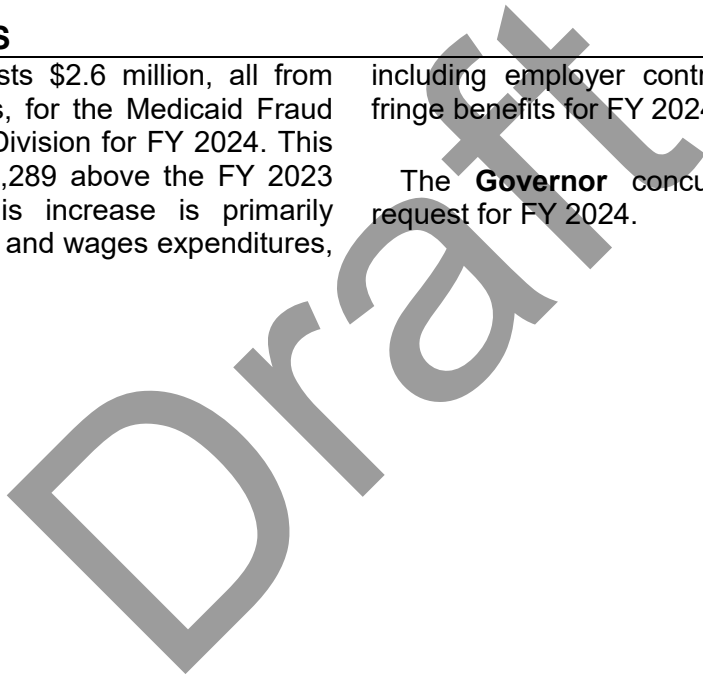 S
sts $2.6 million, all from
s, for the Medicaid Fraud
Division for FY 2024. This
,289 above the FY 2023
is increase is primarily
and wages expenditures,
including employer contr
fringe benefits for FY 2024
The Governor concu
request for FY 2024.
Draft